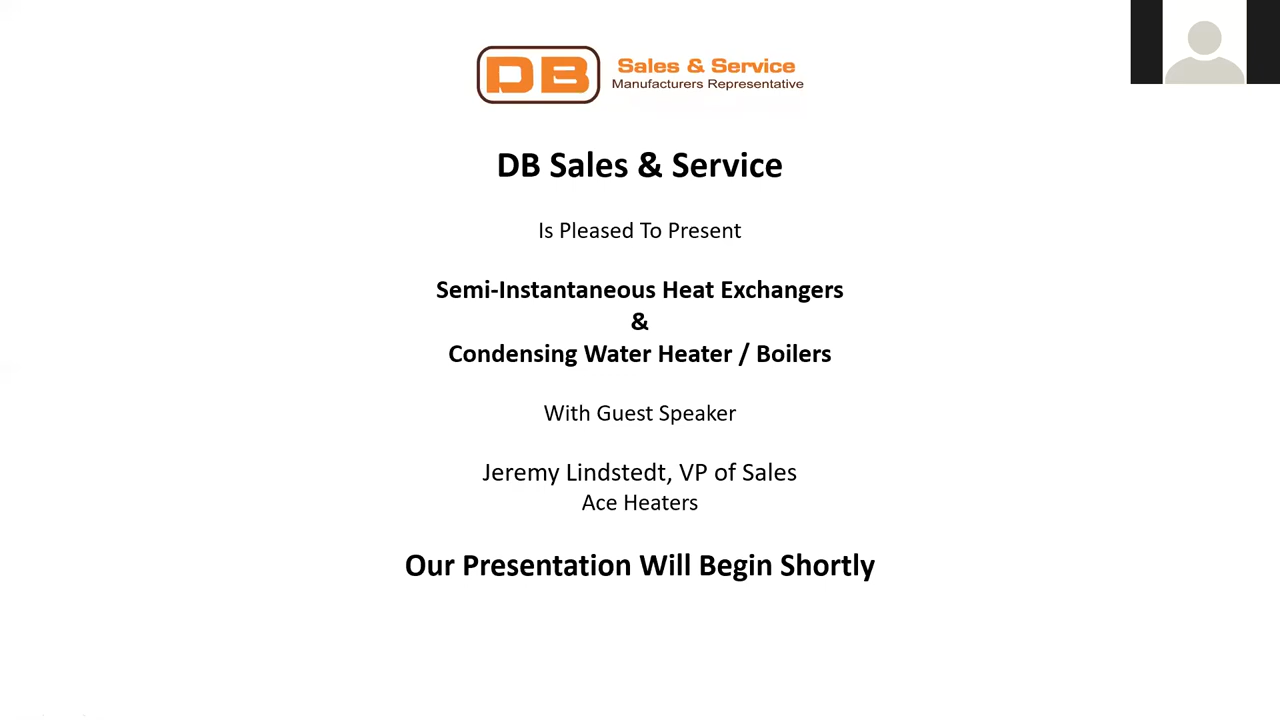 DB
Sales & Service
Manufacturers Representative
DB Sales & Service
Is Pleased To Present
Semi-Instantaneous Heat Exchangers
&
Condensing Water Heater / Boilers
With Guest Speaker
Jeremy Lindstedt, VP of Sales
Ace Heaters
Our Presentation Will Begin Shortly